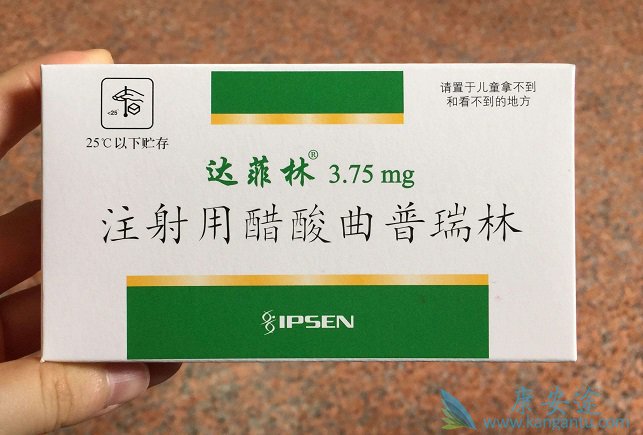 <25
25℃以下贮存
请置于儿童拿不到
和看不到的地方
达菲林® 3.75 mg
注射用醋酸曲普瑞林
IPSEN
康安途
www.kangantu.com